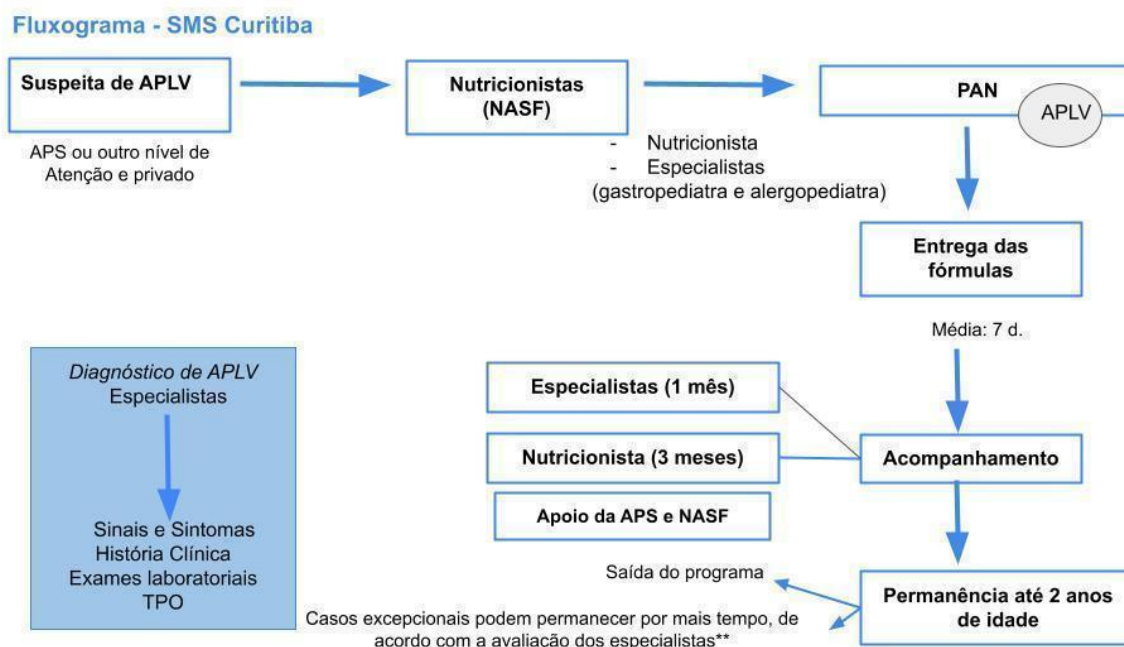 Fluxograma - SMS Curitiba
Suspeita de APLV
APS ou outro nível de
Atenção e privado
Nutricionistas
(NASF)
- Nutricionista
- Especialistas
(gastropediatra e alergopediatra)
PAN
APLV
Entrega das
fórmulas
Média: 7 d.
Diagnóstico de APLV
Especialistas
Sinais e Sintomas
História Clínica
Exames laboratoriais
TPO
Especialistas (1 mês)
Nutricionista (3 meses)
Apoio da APS e NASF
Acompanhamento
Saída do programa
Permanência até 2 anos
de idade
Casos excepcionais podem permanecer por mais tempo, de
acordo com a avaliação dos especialistas**